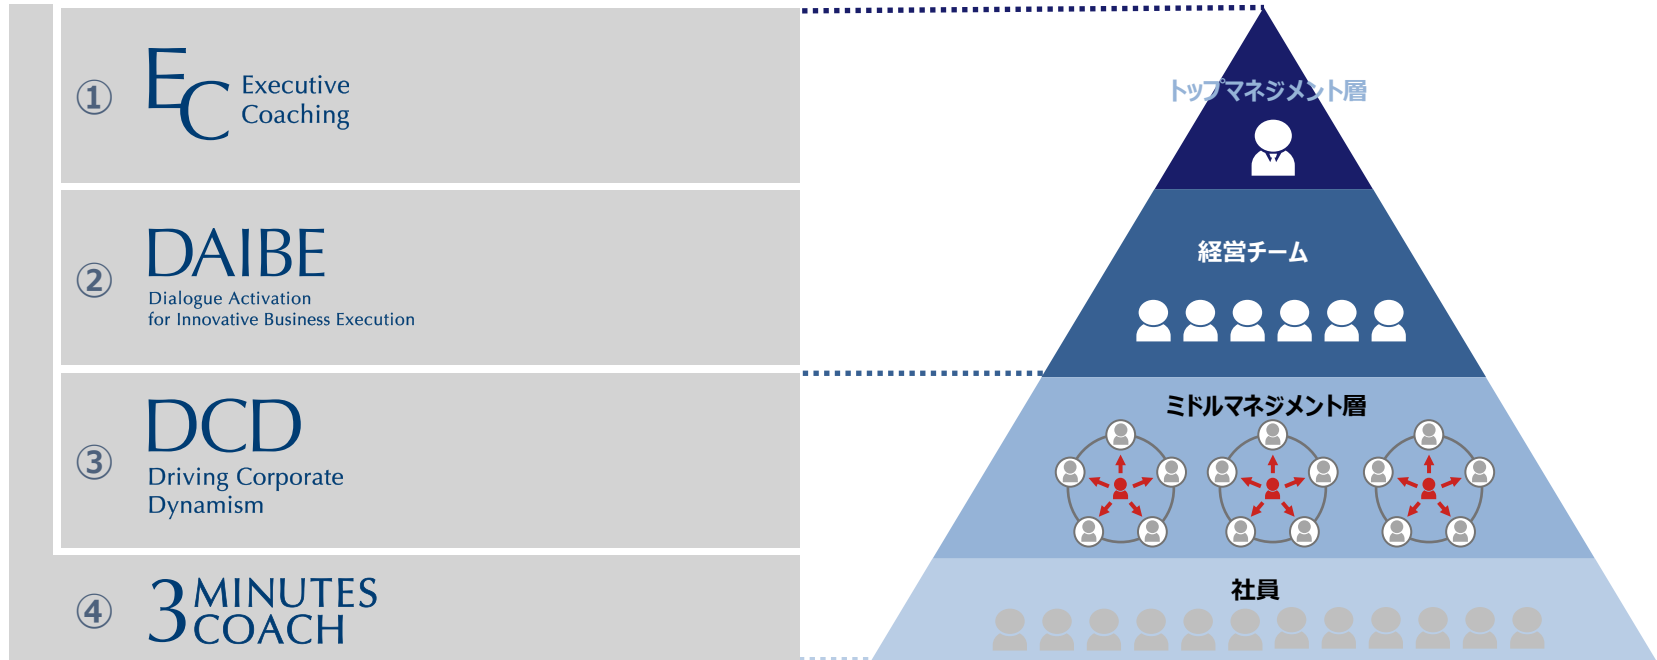 ①
EC
Executive
Coaching
②
DAIBE
Dialogue Activation
for Innovative Business Execution
③
DCD
Driving Corporate
Dynamism
④
3 MINUTES
COACH
トップマネジメント層
経営チーム
ミドルマネジメント層
社員